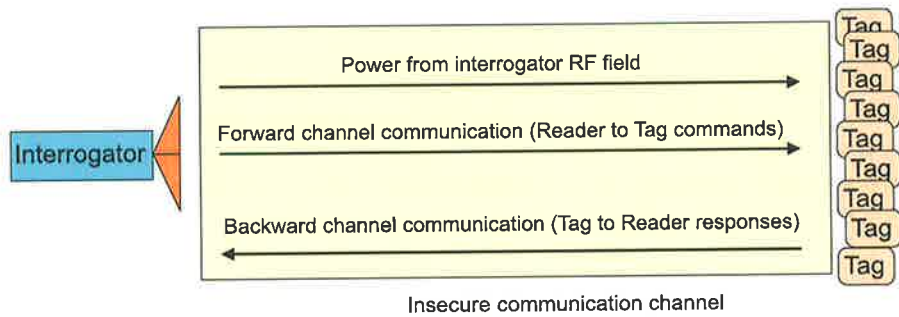 Tag
Tag
Power from interrogator RF field
Tag
Tag
Forward channel communication (Reader to Tag commands)
Tag
Interrogator
Tag
Tag
Backward channel communication (Tag to Reader responses)
Tag
Tag
Insecure communication channel